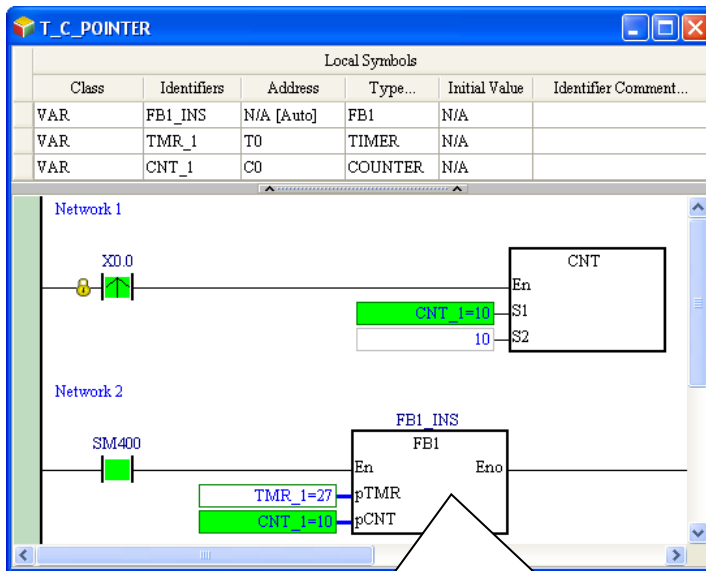 T_C_POINTER
Local Symbols
Class Identifiers Address Type... Initial Value Identifier Comment...
VAR FB1_INS N/A [Auto] FB1 N/A
VAR TMR_1 T0 TIMER N/A
VAR CNT_1 C0 COUNTER N/A
Network 1
X0.0
CNT
En
CNT_1=10 S1
10 S2
Network 2
FB1_INS
SM400
FB1
En Eno
TMR_1=27 pTMR
CNT_1=10 pCNT